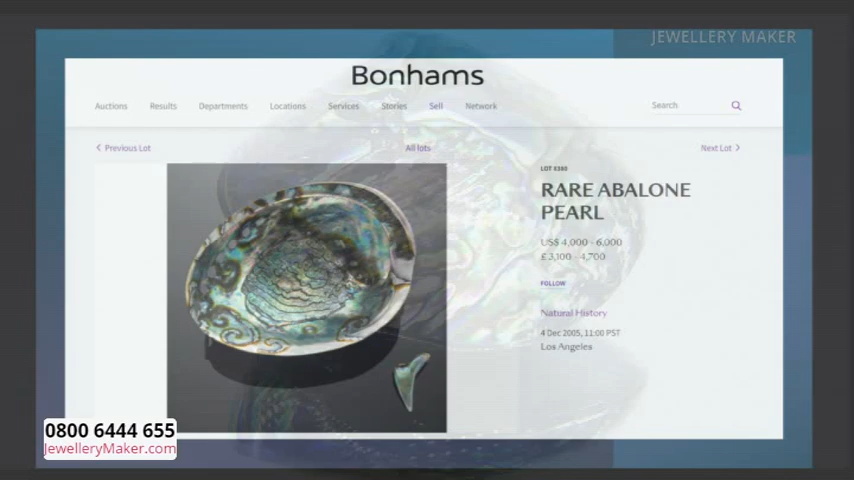 JEWELLERY MAKER
Bonhams
Auctions Results Departments Locations Services Stories Sell Network Search
Previous Lot All lots Next Lot
RARE ABALONE
PEARL
US$ 4,000 - 6,000
£ 3,100 - 4,700
FOLLOW
Natural History
4 Dec 2005, 11:00 PST
Los Angeles
0800 6444 655
JewelleryMaker.com